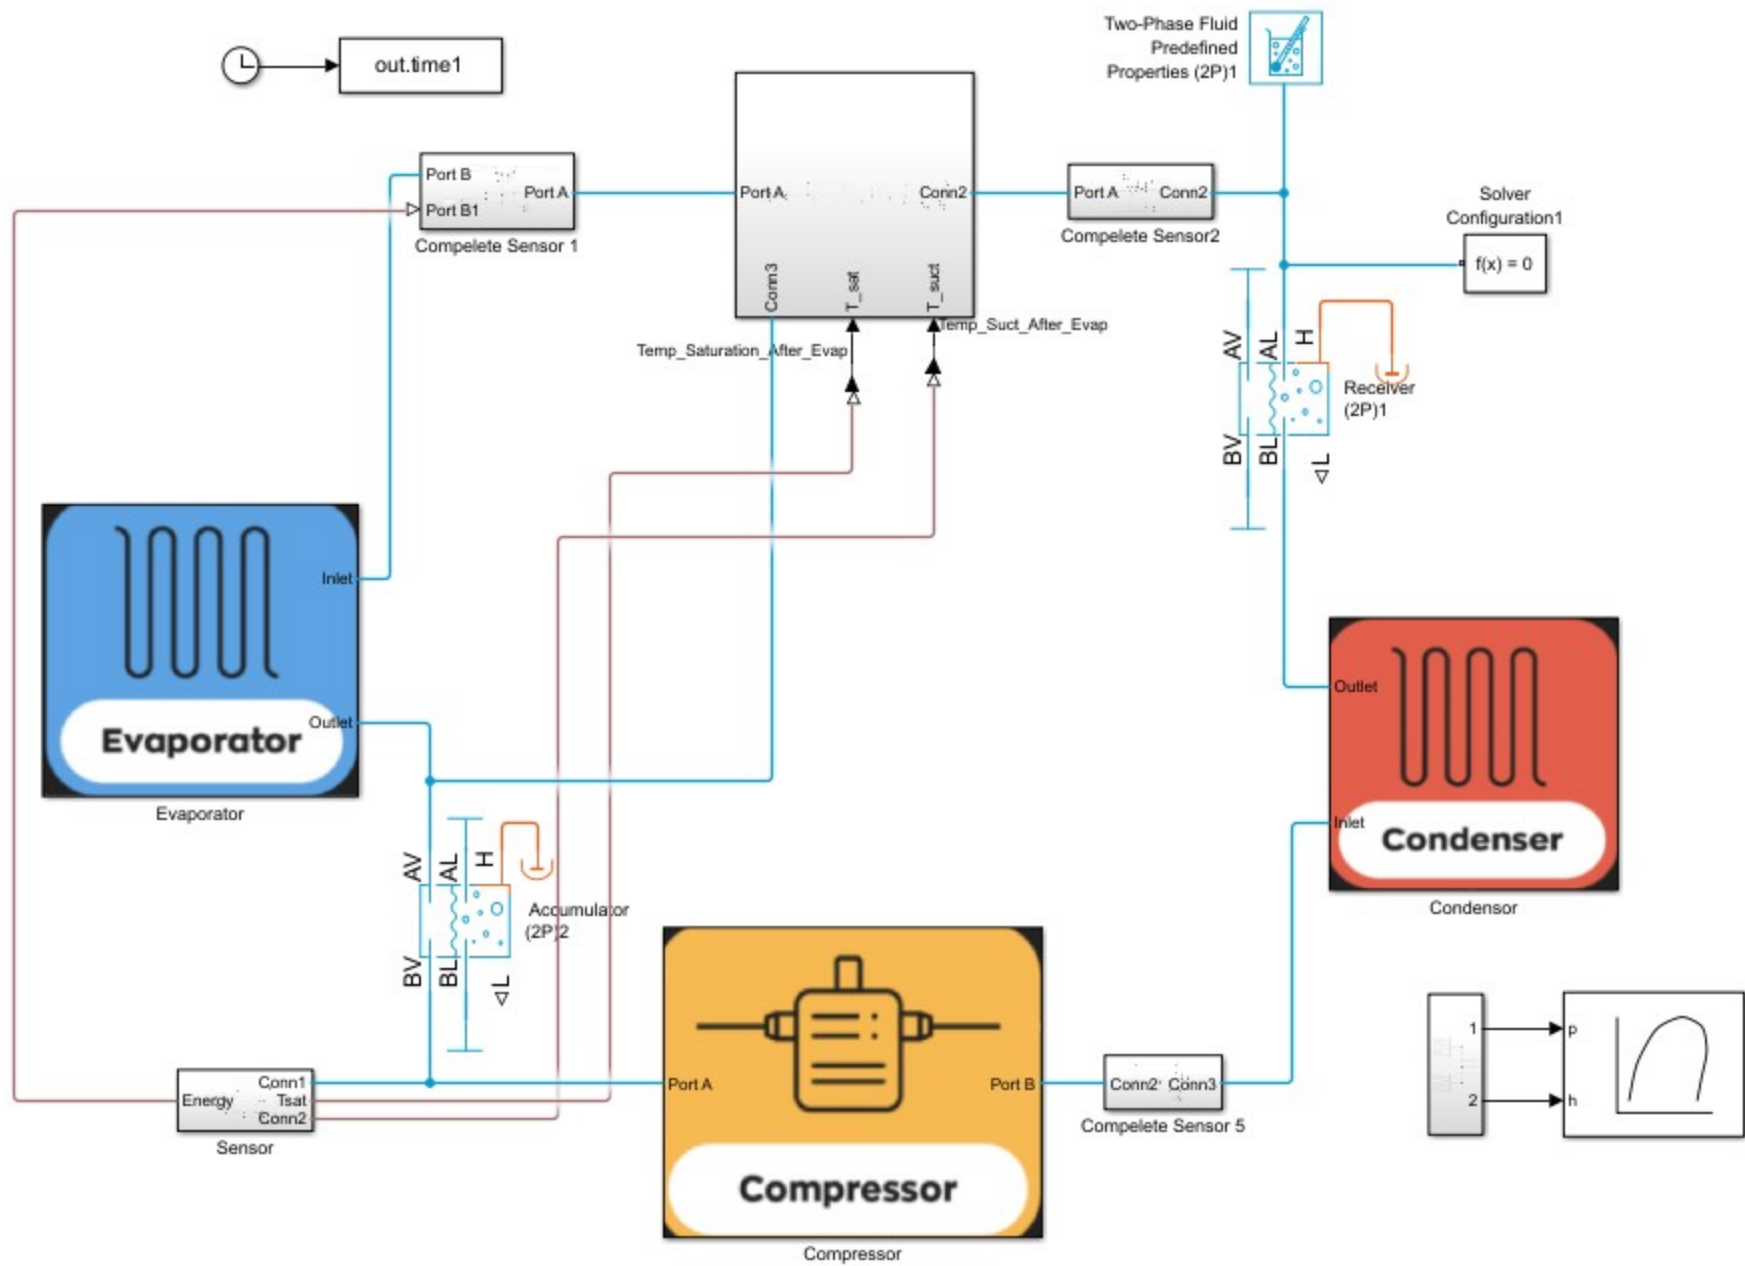 Two-Phase Fluid
Predefined
Properties (2P)1
out.time1
Port B
Port A
Port B1
Compelete Sensor 1
Port A
Conn2
Conn3
T_sat
T_suct
Port A
Conn2
Compelete Sensor2
Solver
Configuration1
f(x) = 0
Temp_Suct_After_Evap
Temp_Saturation_After_Evap
AV
AL
H
Receiver
(2P)1
BV
BL
L
Inlet
Outlet
Evaporator
Evaporator
Outlet
Inlet
Condenser
Condensor
AV
AL
H
Accumulator
(2P)2
BV
BL
L
Conn1
Energy
Tsat
Conn2
Sensor
Port A
Port B
Compressor
Compressor
Conn2
Conn3
Compelete Sensor 5
1
p
2
h